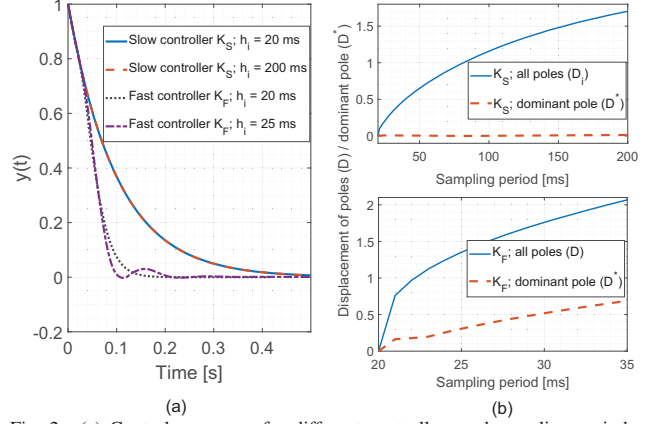 y(t)
1
0.8
0.6
0.4
0.2
0
-0.2
0
0.1
0.2
0.3
0.4
Time [s]
Slow controller K_S; h_i = 20 ms
Slow controller K_S; h_i = 200 ms
Fast controller K_F; h_i = 20 ms
Fast controller K_F; h_i = 25 ms
(a)
Displacement of poles (D) / dominant pole (D*)
1.5
1
0.5
0
50
100
150
200
Sampling period [ms]
K_S; all poles (D_i)
K_S; dominant pole (D*)
2
1.5
1
0.5
0
20
25
30
35
Sampling period [ms]
K_F; all poles (D)
K_F; dominant pole (D*)
(b)